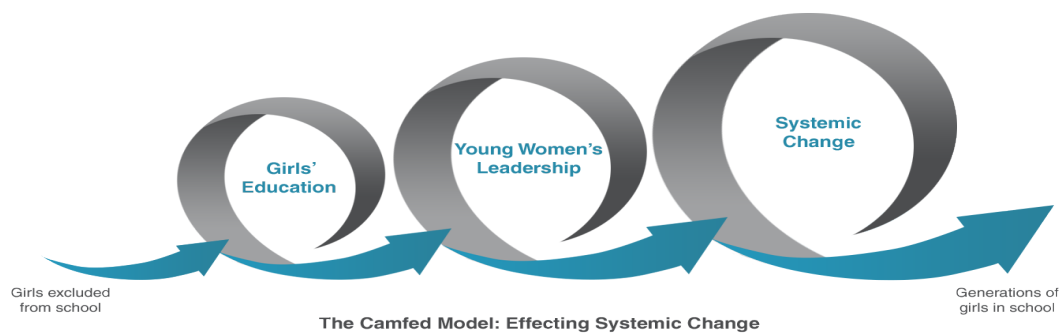 Girls'
Education
Young Women's
Leadership
Systemic
Change
Girls excluded
from school
Generations of
girls in school
The Camfed Model: Effecting Systemic Change